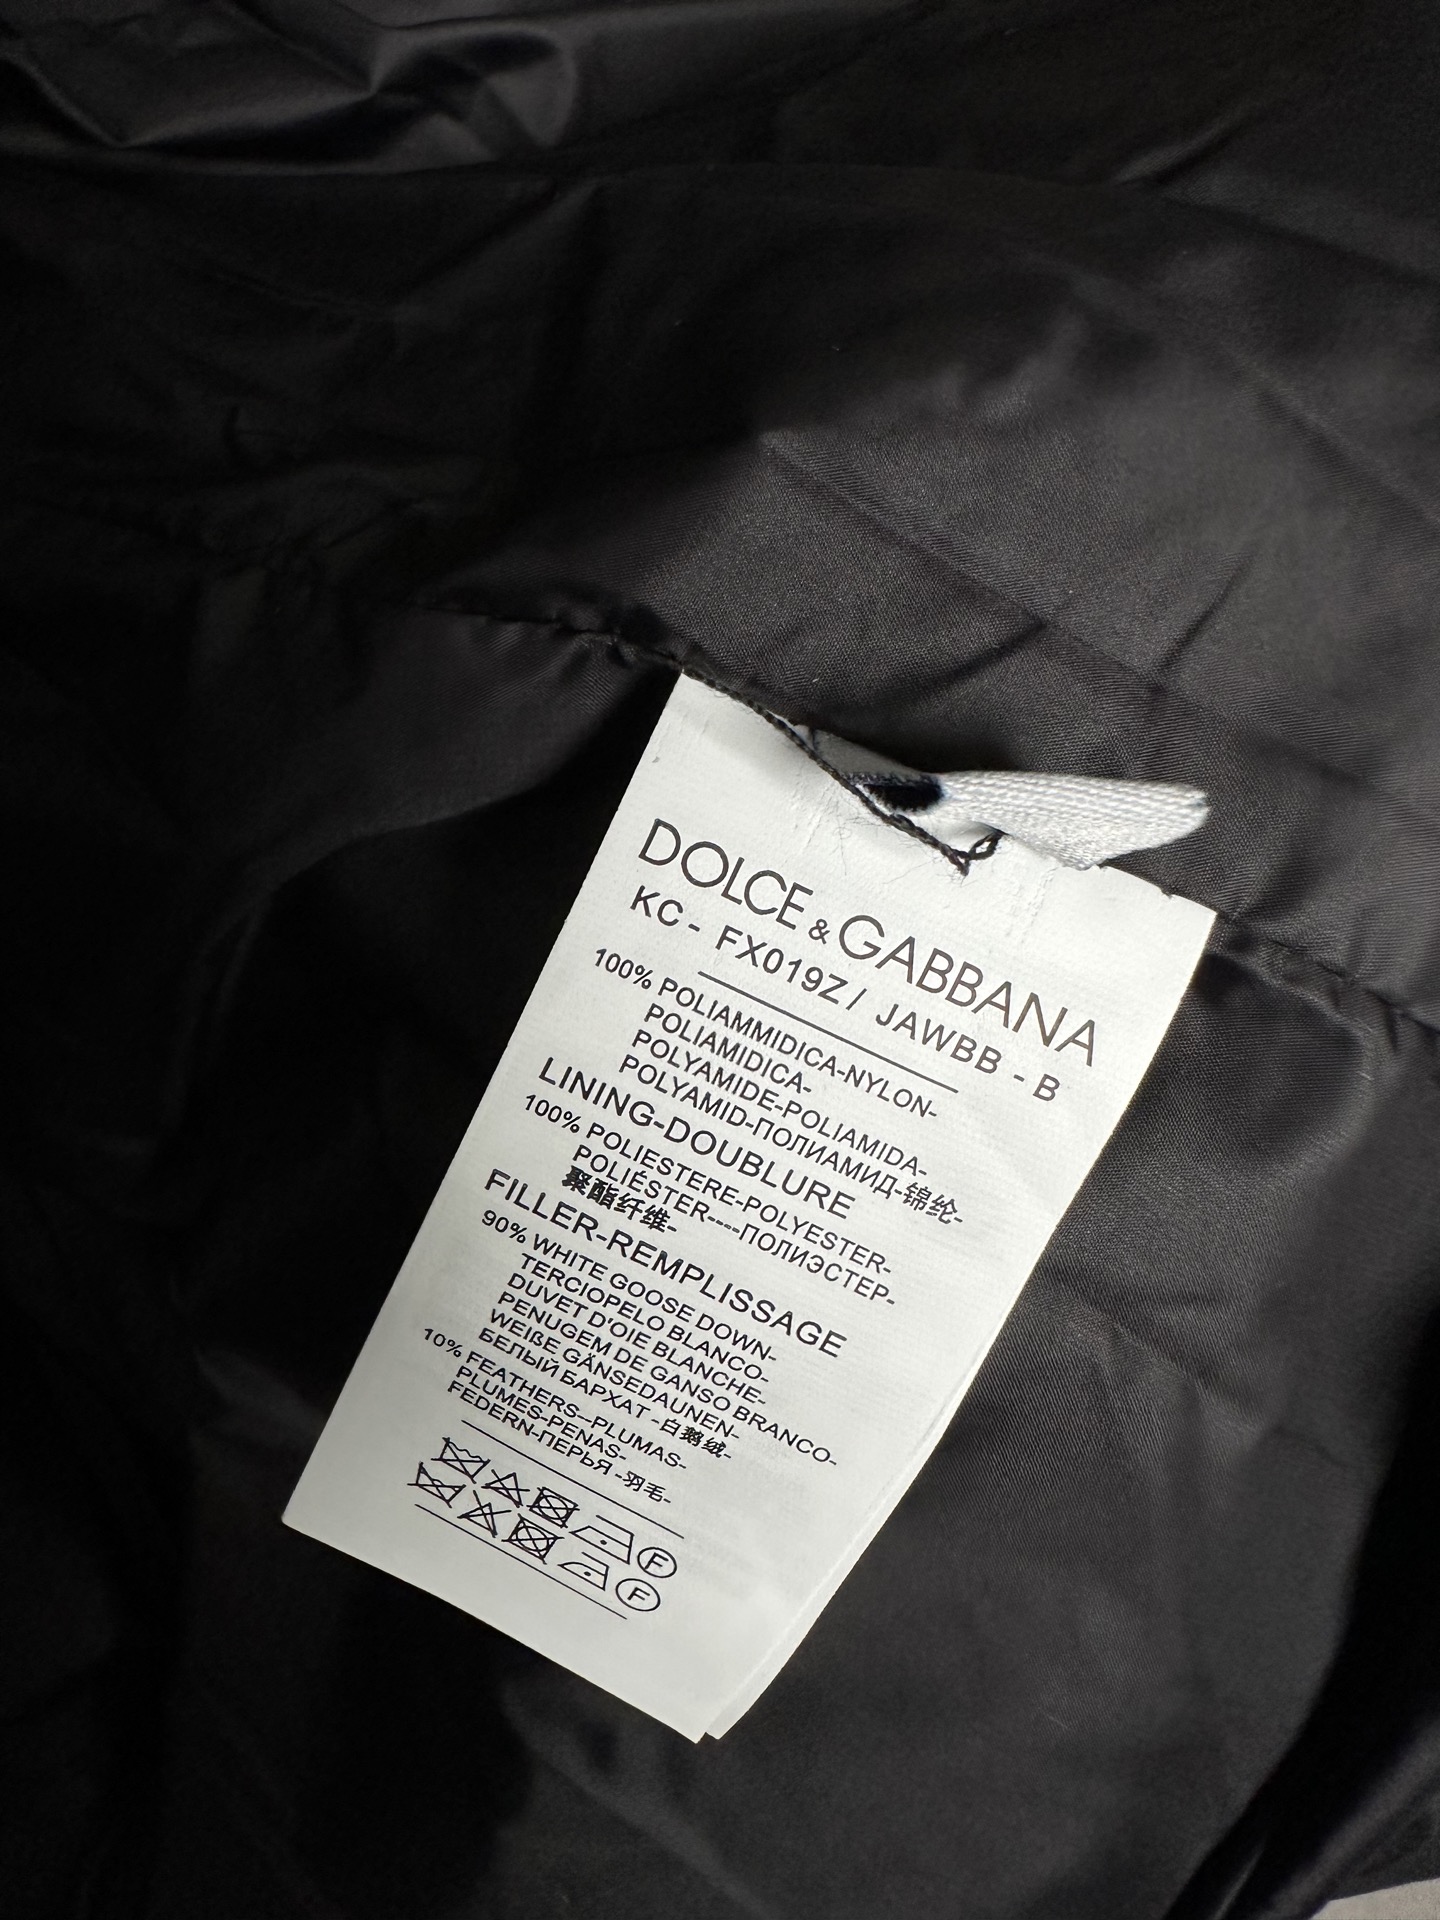 DOLCE & GABBANA
KC - FX019Z / JAWBB - B
100% POLIAMMIDICA-NYLON-
POLIAMIDICA-
POLYAMIDE-POLIAMIDA-
POLYAMID-ПОЛИАМИД-锦纶-
LINING-DOUBLURE
100% POLIESTERE-POLYESTER-
POLIÉSTER----ПОЛИЭСТЕР-
聚酯纤维-
FILLER-REMPLISSAGE
90% WHITE GOOSE DOWN-
TERCIOPELO BLANCO-
DUVET D'OIE BLANCHE-
PENUGEM DE GANSO BRANCO-
WEIßE GÄNSEDAUNEN-
БЕЛЫЙ БАРХАТ -白鹅绒-
10% FEATHERS--PLUMAS-
PLUMES-PENAS-
FEDERN-ПЕРЬЯ -羽毛-
F
F